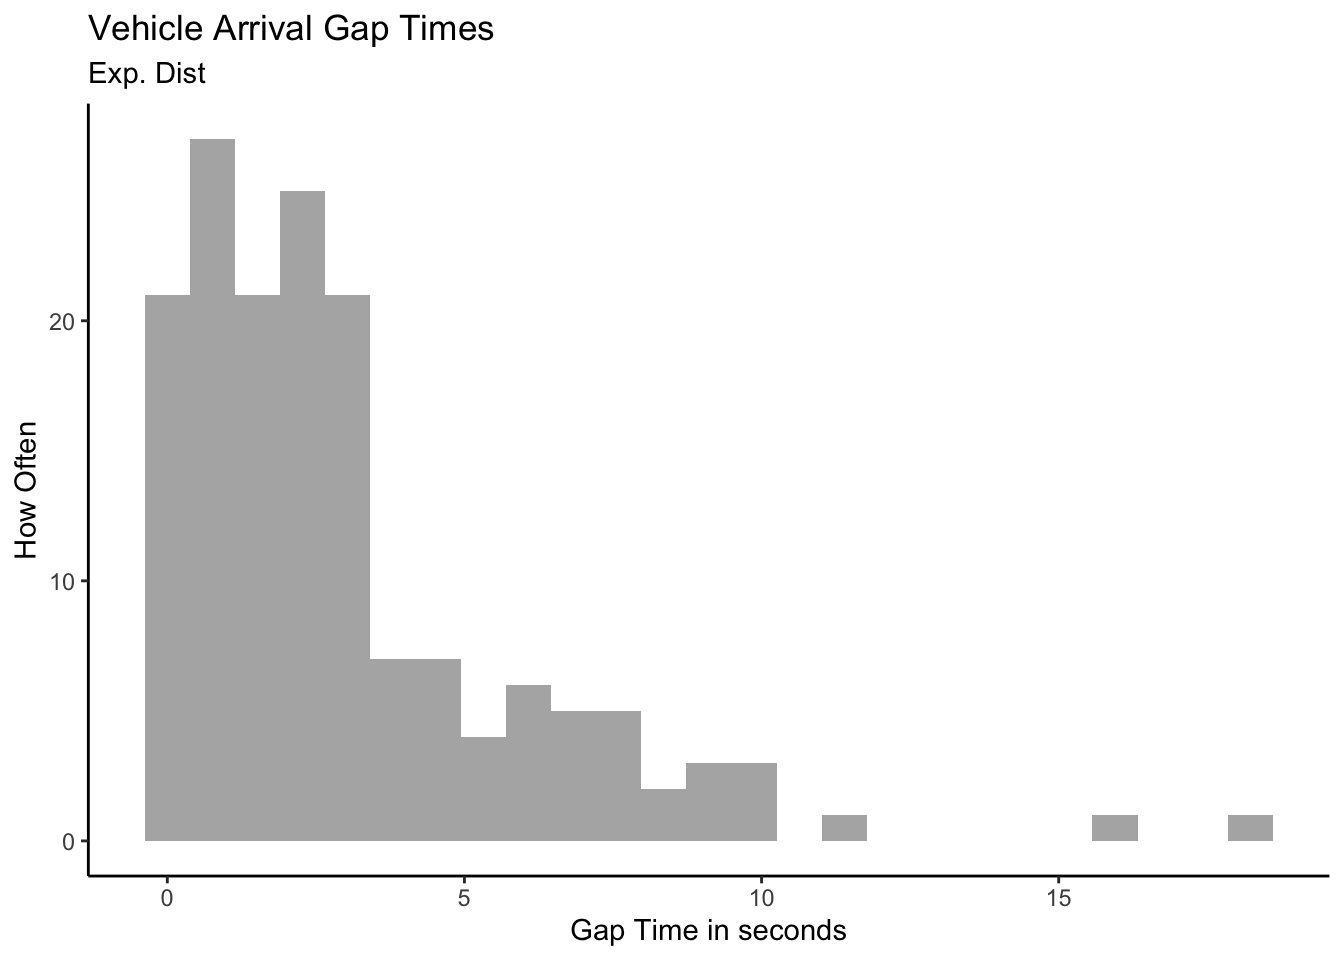 Vehicle Arrival Gap Times
Exp. Dist
How Often
20
10
0
0 5 10 15
Gap Time in seconds